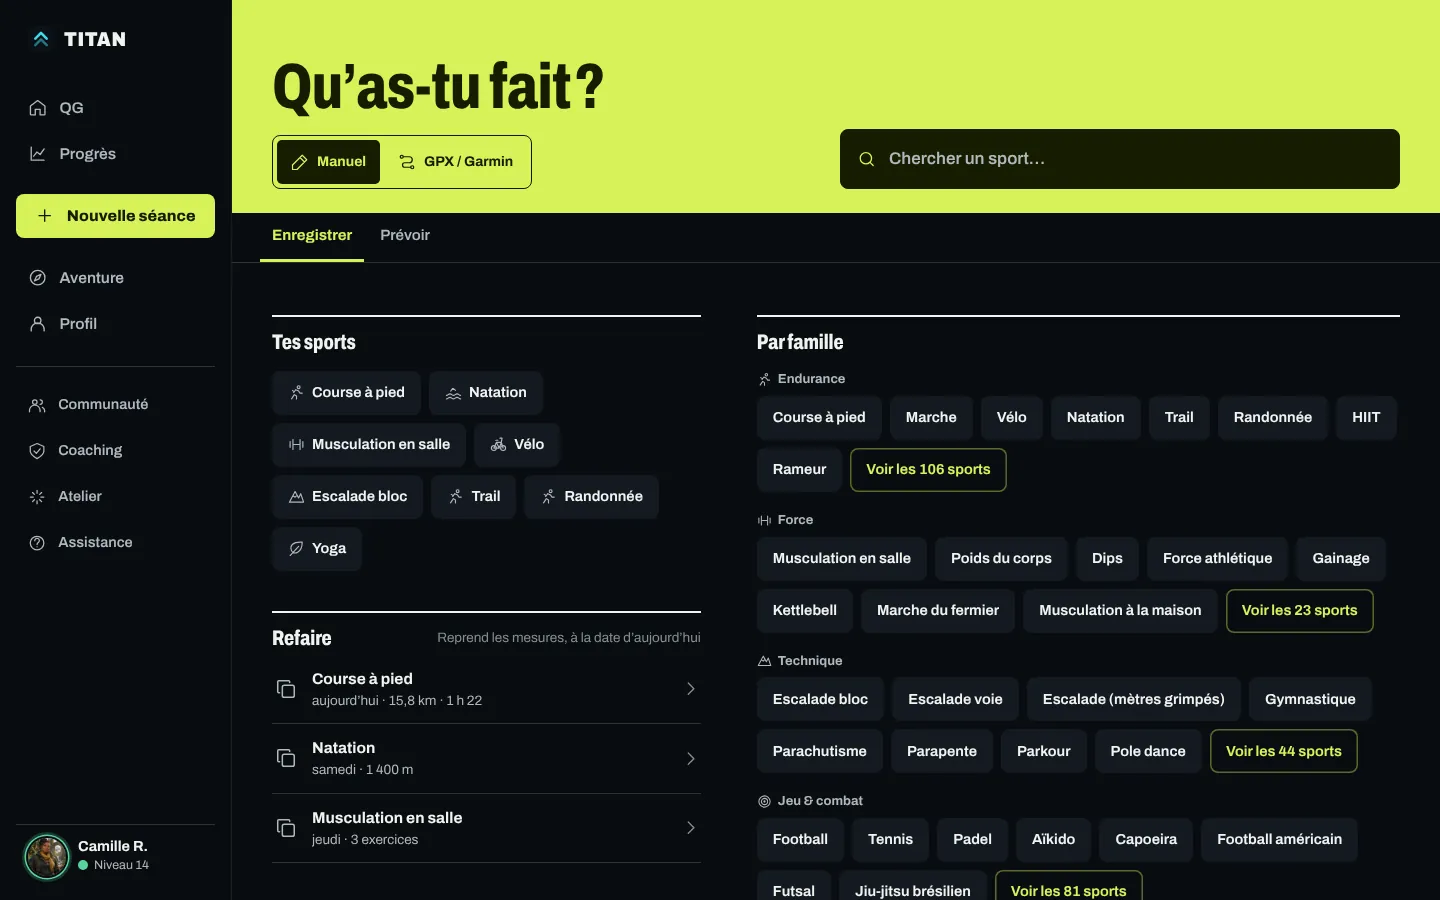 TITAN
QG
Progrès
Nouvelle séance
Aventure
Profil
Communauté
Coaching
Atelier
Assistance
Camille R.
Niveau 14
Qu’as-tu fait ?
Manuel
GPX / Garmin
Chercher un sport…
Enregistrer
Prévoir
Tes sports
Course à pied
Natation
Musculation en salle
Vélo
Escalade bloc
Trail
Randonnée
Yoga
Refaire
Reprend les mesures, à la date d’aujourd’hui
Course à pied
aujourd’hui · 15,8 km · 1 h 22
Natation
samedi · 1 400 m
Musculation en salle
jeudi · 3 exercices
Par famille
Endurance
Course à pied
Marche
Vélo
Natation
Trail
Randonnée
HIIT
Rameur
Voir les 106 sports
Force
Musculation en salle
Poids du corps
Dips
Force athlétique
Gainage
Kettlebell
Marche du fermier
Musculation à la maison
Voir les 23 sports
Technique
Escalade bloc
Escalade voie
Escalade (mètres grimpés)
Gymnastique
Parachutisme
Parapente
Parkour
Pole dance
Voir les 44 sports
Jeu & combat
Football
Tennis
Padel
Aïkido
Capoeira
Football américain
Futsal
Jiu-jitsu brésilien
Voir les 81 sports